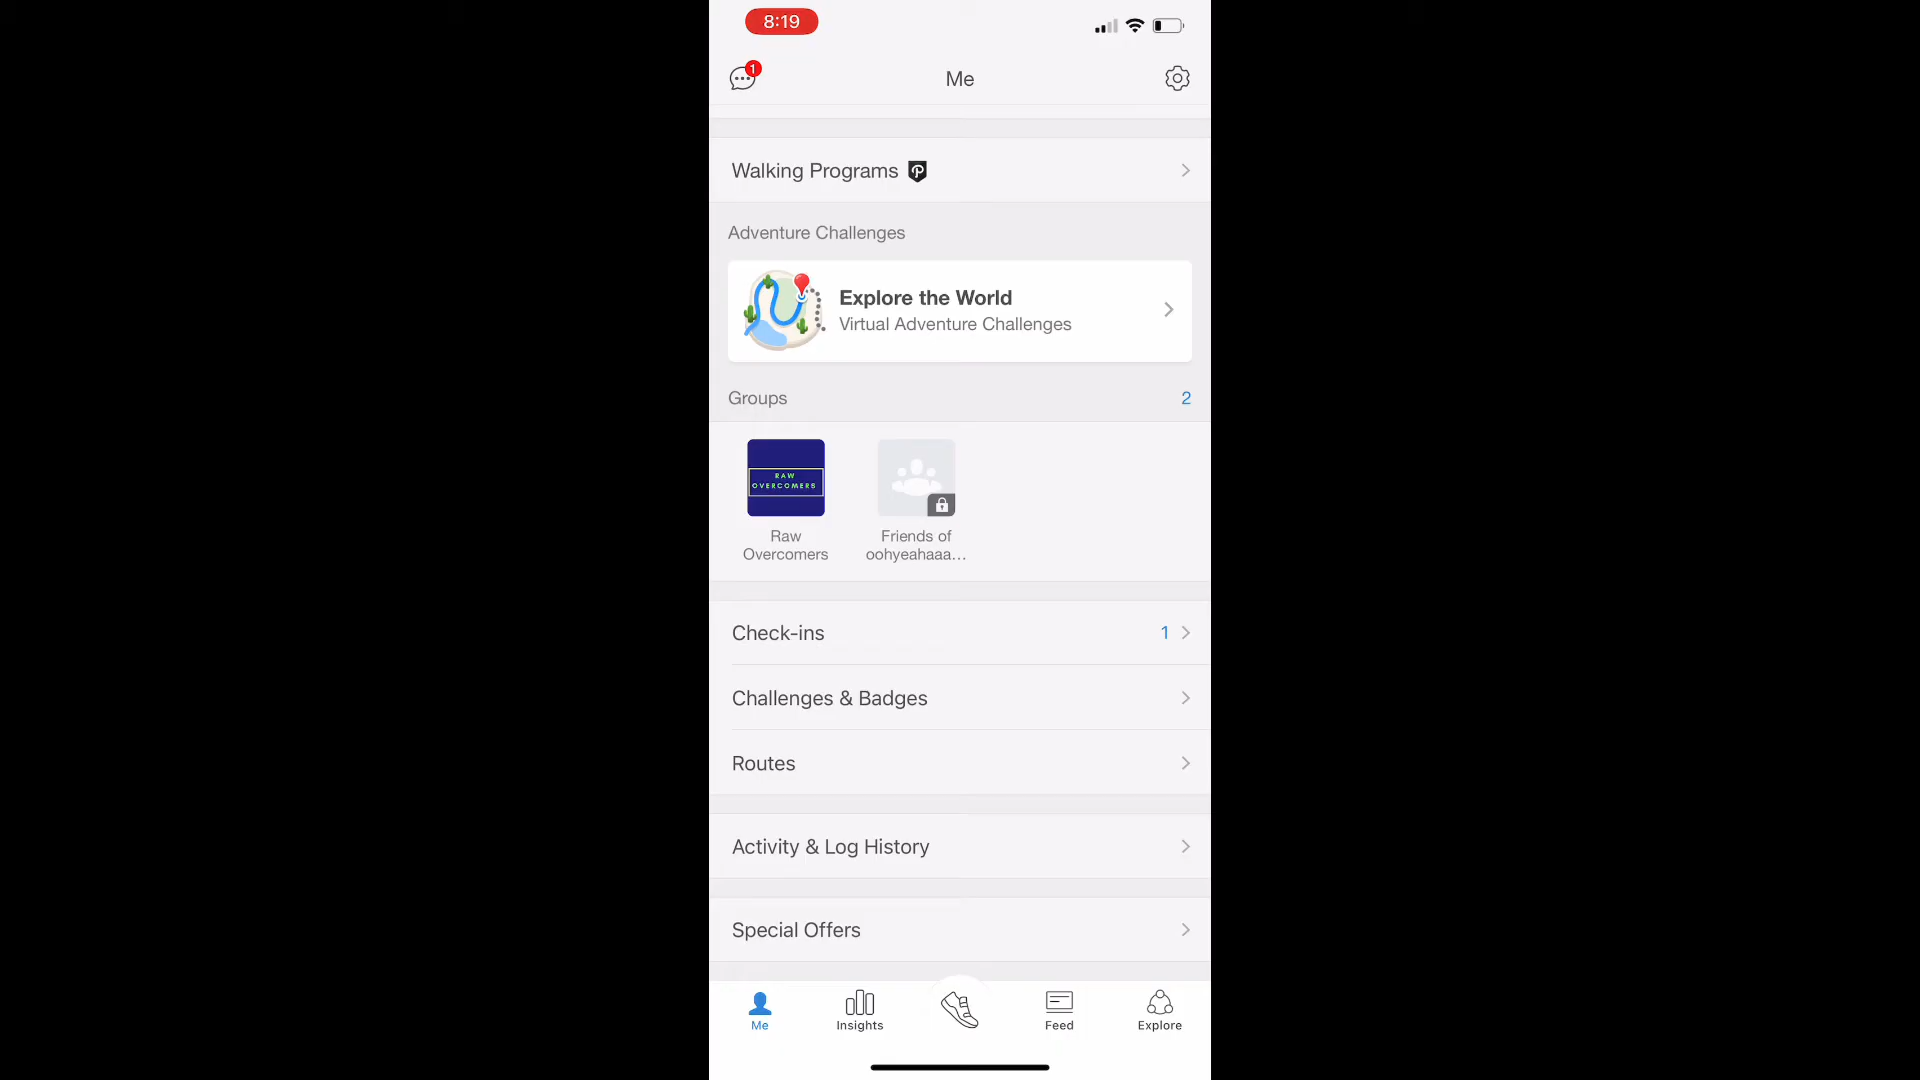 8:19
1
Me
Walking Programs
Adventure Challenges
Explore the World
Virtual Adventure Challenges
Groups 2
RAW
OVERCOMERS
Raw
Overcomers
Friends of
oohyeahaaa...
Check-ins 1
Challenges & Badges
Routes
Activity & Log History
Special Offers
Me Insights Feed Explore